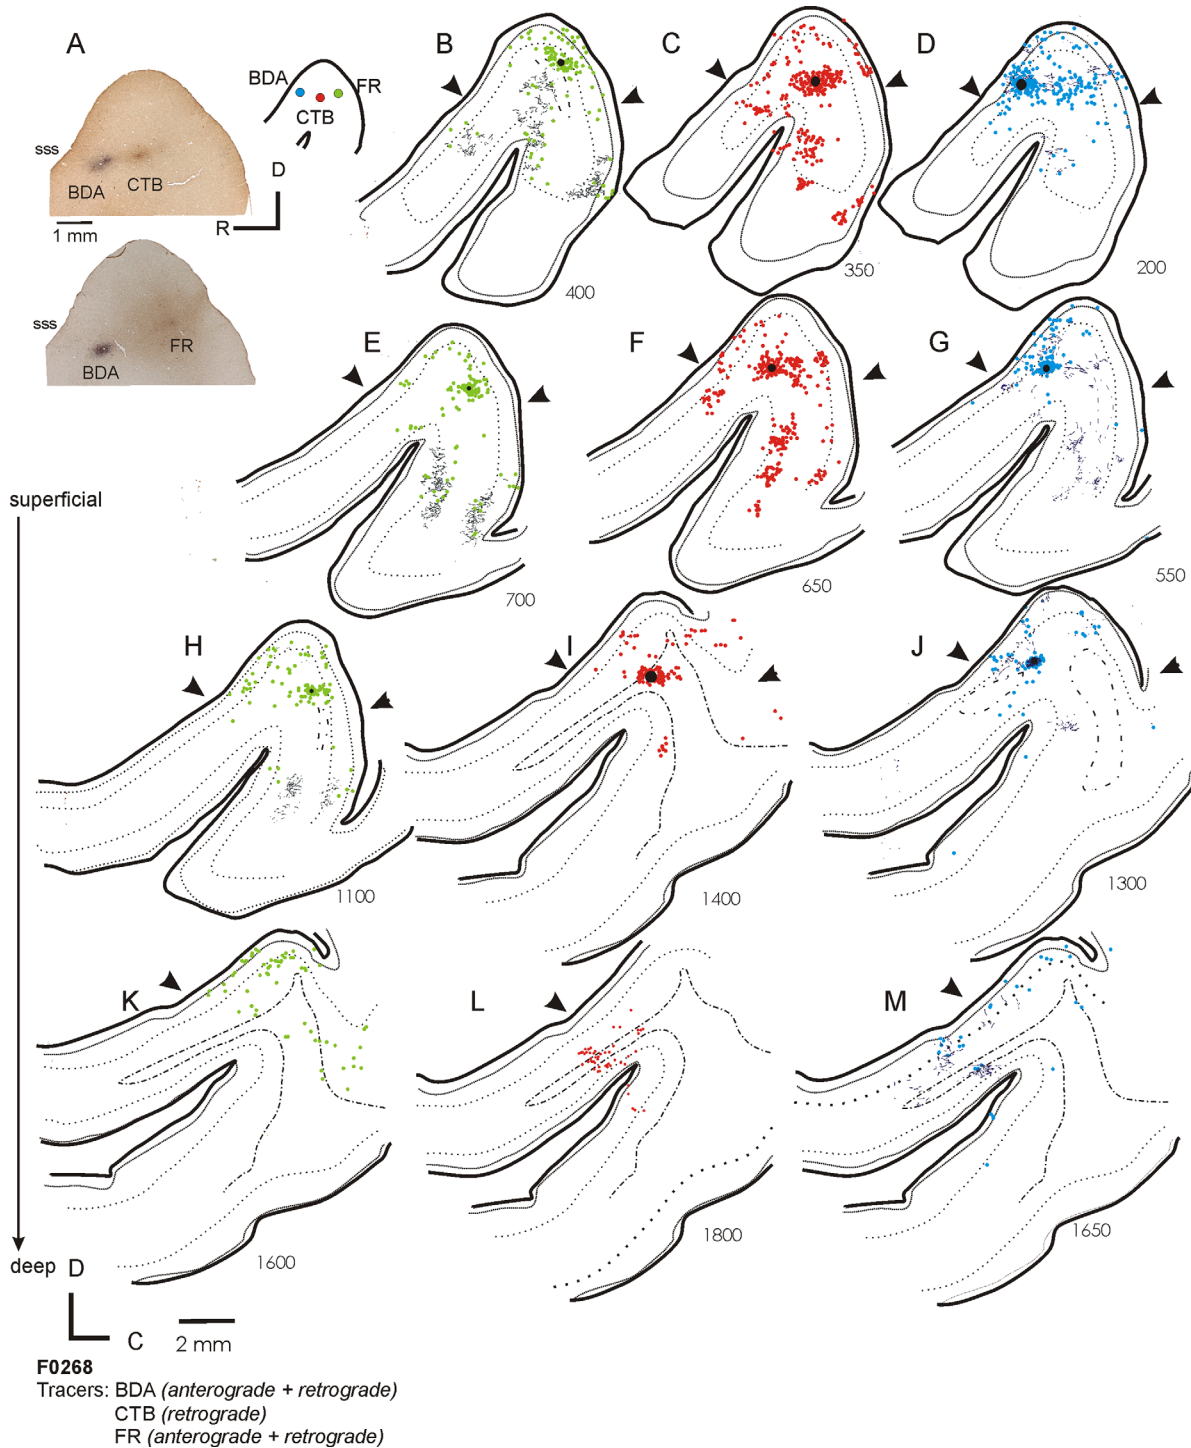 A
BDA
FR
CTB
sss
BDA
CTB
D
R
1 mm
sss
FR
BDA
B
400
C
350
D
200
E
700
F
650
G
550
superficial
H
1100
I
1400
J
1300
K
1600
L
1800
M
1650
deep
D
C
2 mm
F0268
Tracers: BDA (anterograde + retrograde)
CTB (retrograde)
FR (anterograde + retrograde)